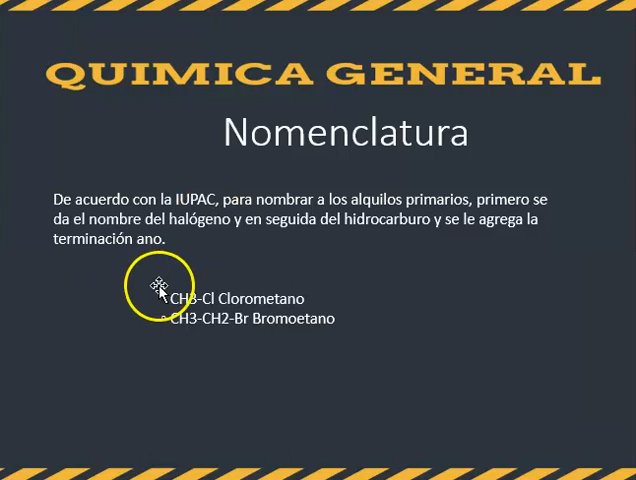 QUIMICA GENERAL
Nomenclatura
De acuerdo con la IUPAC, para nombrar a los alquilos primarios, primero se
da el nombre del halógeno y en seguida del hidrocarburo y se le agrega la
terminación ano.
CH3-Cl Clorometano
CH3-CH2-Br Bromoetano